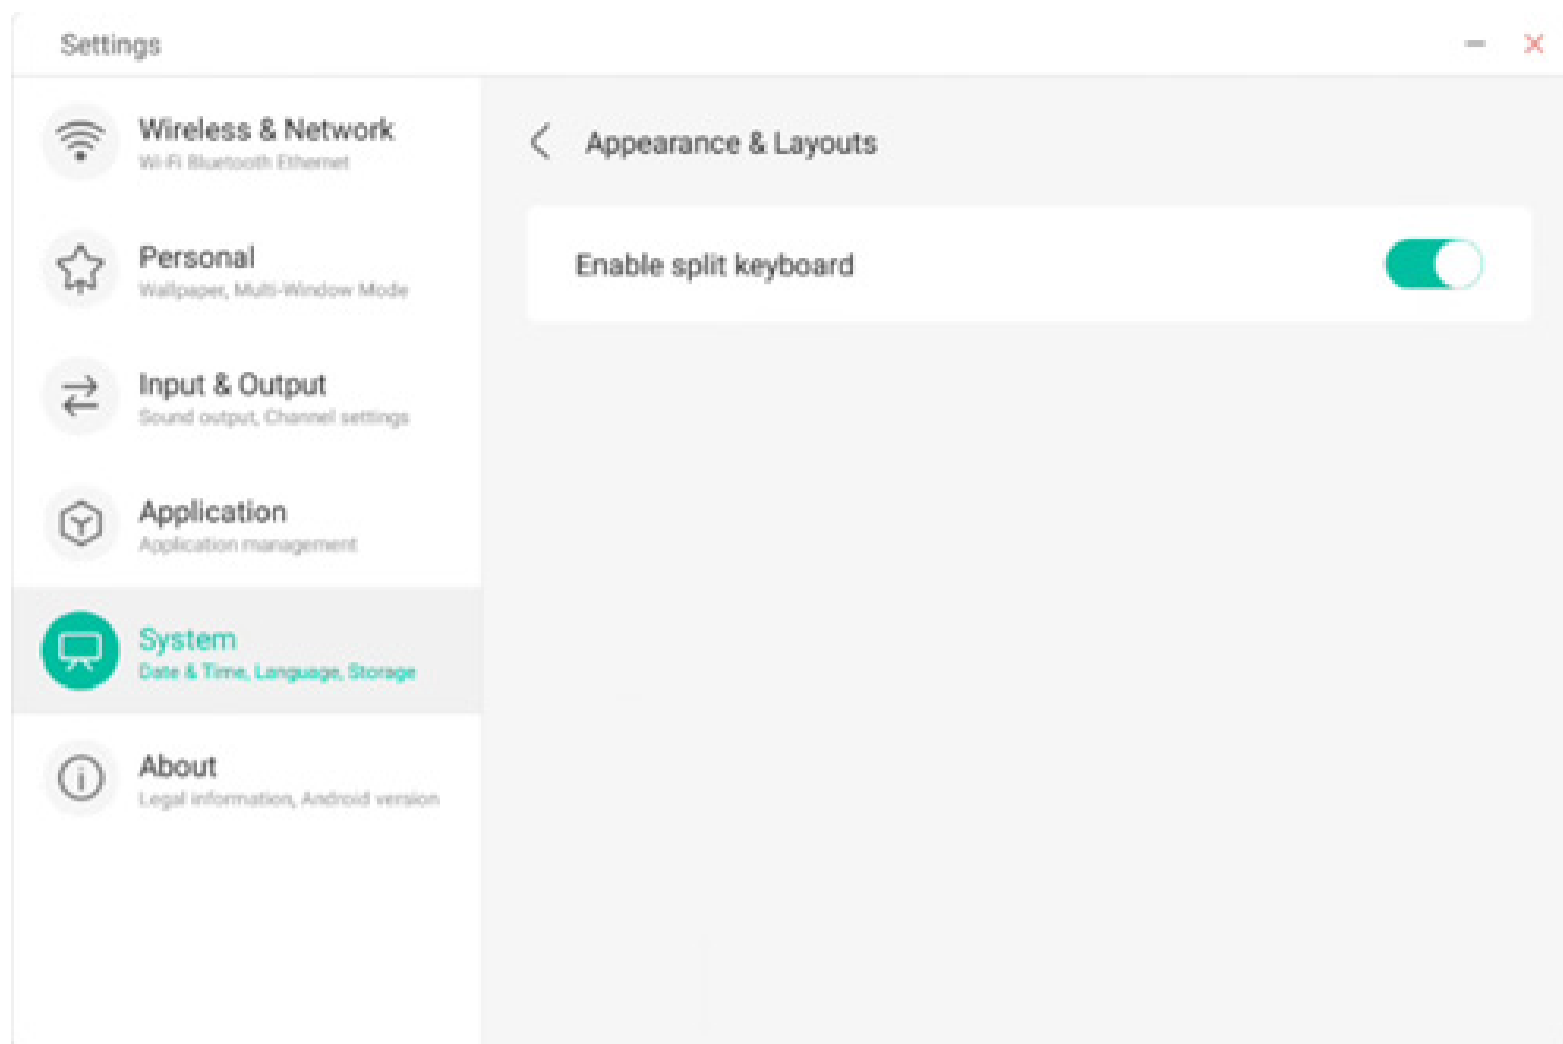 Settings
Wireless & Network
Wi-Fi Bluetooth Ethernet
Personal
Wallpaper, Multi-Window Mode
Input & Output
Sound output, Channel settings
Application
Application management
System
Date & Time, Language, Storage
About
Legal information, Android version
Appearance & Layouts
Enable split keyboard